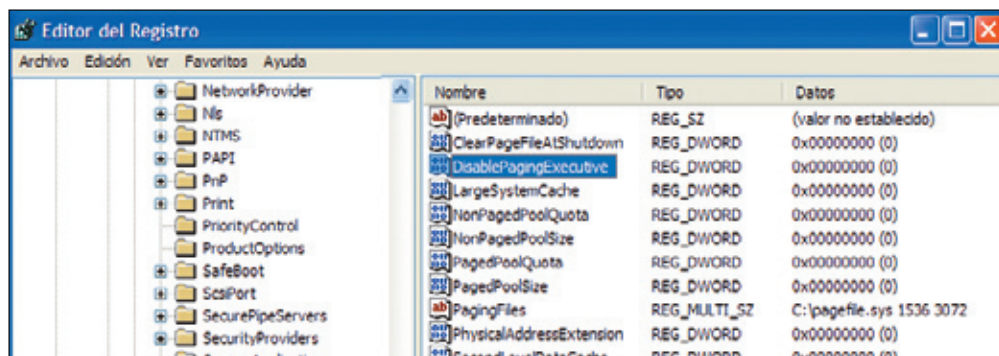 Editor del Registro
Archivo Edición Ver Favoritos Ayuda
NetworkProvider
Nls
NTMS
PAPI
PnP
Print
PriorityControl
ProductOptions
SafeBoot
ScsiPort
SecurePipeServers
SecurityProviders
Nombre Tipo Datos
(Predeterminado) REG_SZ (valor no establecido)
ClearPageFileAtShutdown REG_DWORD 0x00000000 (0)
DisablePagingExecutive REG_DWORD 0x00000000 (0)
LargeSystemCache REG_DWORD 0x00000000 (0)
NonPagedPoolQuota REG_DWORD 0x00000000 (0)
NonPagedPoolSize REG_DWORD 0x00000000 (0)
PagedPoolQuota REG_DWORD 0x00000000 (0)
PagedPoolSize REG_DWORD 0x00000000 (0)
PagingFiles REG_MULTI_SZ C:\pagefile.sys 1536 3072
PhysicalAddressExtension REG_DWORD 0x00000000 (0)